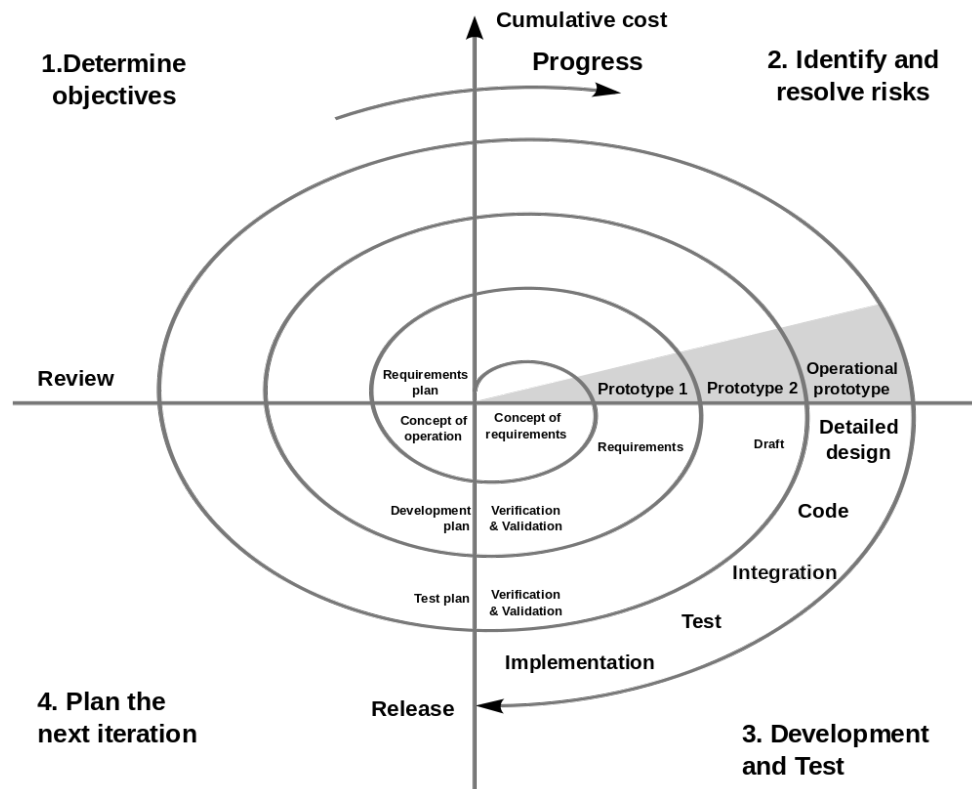 Cumulative cost
Progress
1.Determine
objectives
2. Identify and
resolve risks
Review
Requirements
plan
Concept of
operation
Concept of
requirements
Prototype 1
Prototype 2
Operational
prototype
Requirements
Draft
Detailed
design
Code
Integration
Test
Implementation
Development
plan
Verification
& Validation
Test plan
Verification
& Validation
Release
4. Plan the
next iteration
3. Development
and Test